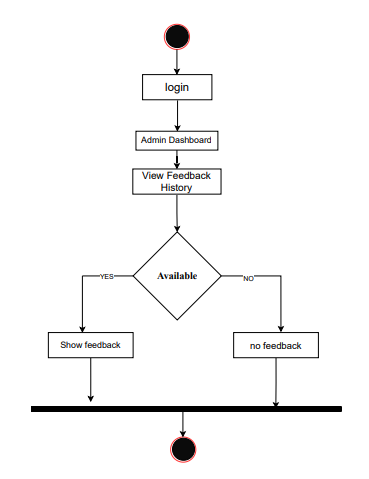 login
Admin Dashboard
View Feedback
History
Available
YES
NO
Show feedback
no feedback